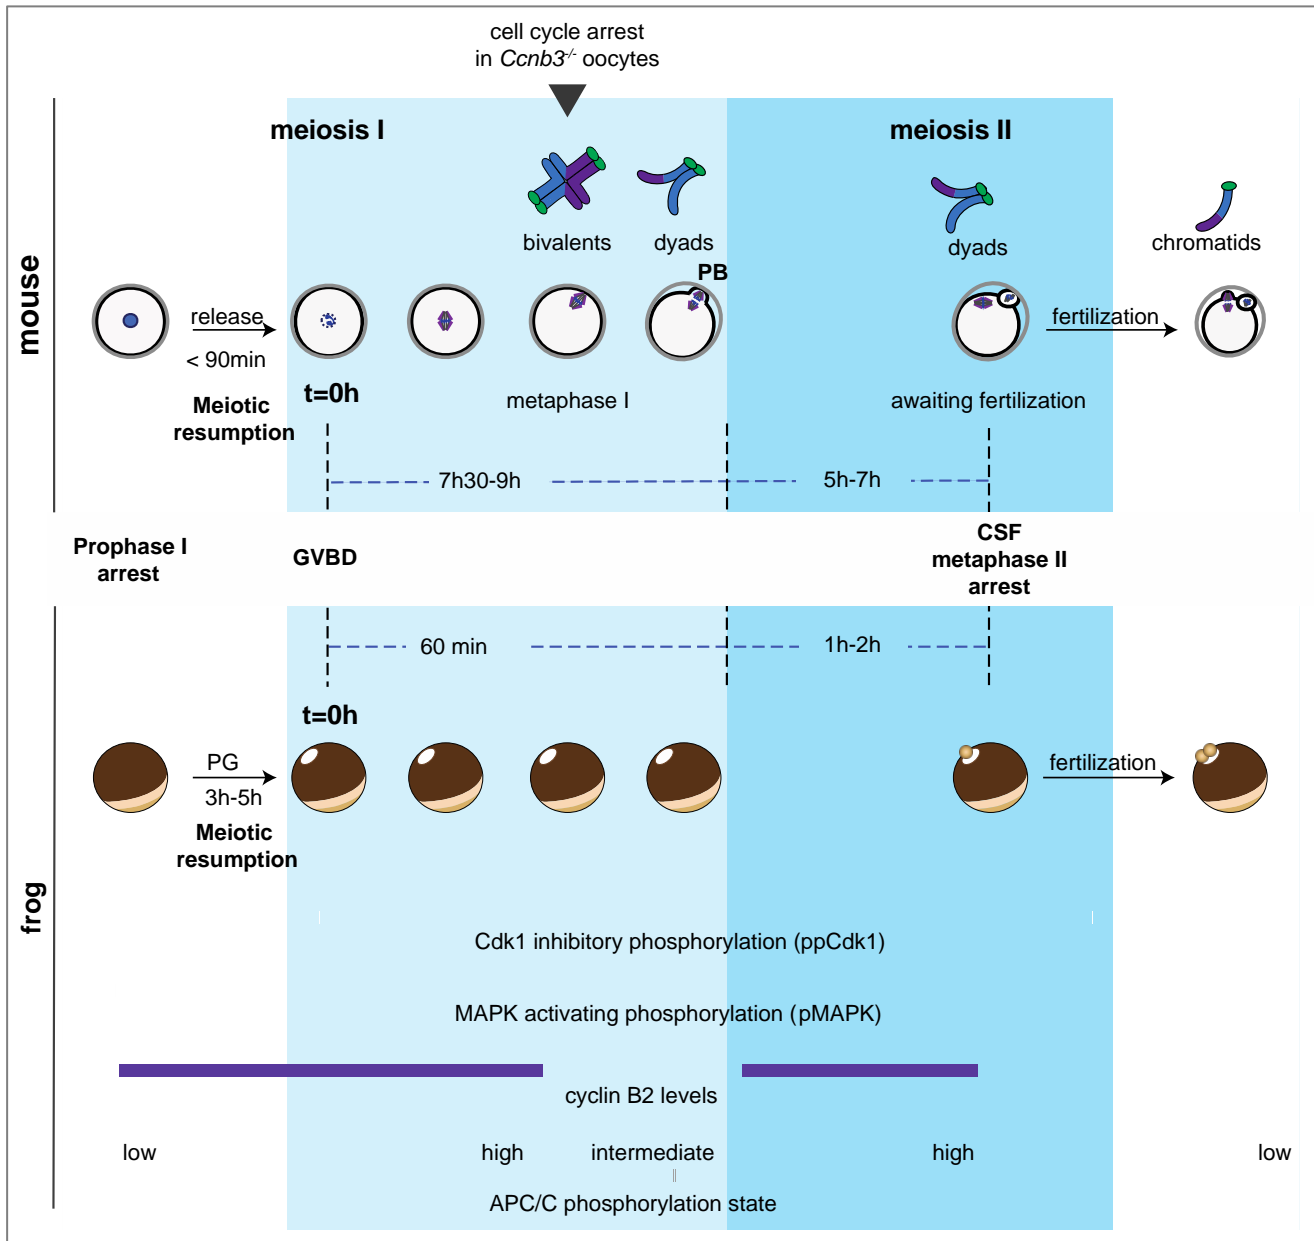 cell cycle arrest
in Ccnb3-/- oocytes
meiosis I
meiosis II
bivalents
dyads
dyads
chromatids
PB
mouse
release
< 90min
fertilization
t=0h
metaphase I
awaiting fertilization
Meiotic
resumption
7h30-9h
5h-7h
Prophase I
arrest
GVBD
CSF
metaphase II
arrest
60 min
1h-2h
t=0h
PG
3h-5h
fertilization
Meiotic
resumption
frog
Cdk1 inhibitory phosphorylation (ppCdk1)
MAPK activating phosphorylation (pMAPK)
cyclin B2 levels
low
high
intermediate
high
low
APC/C phosphorylation state